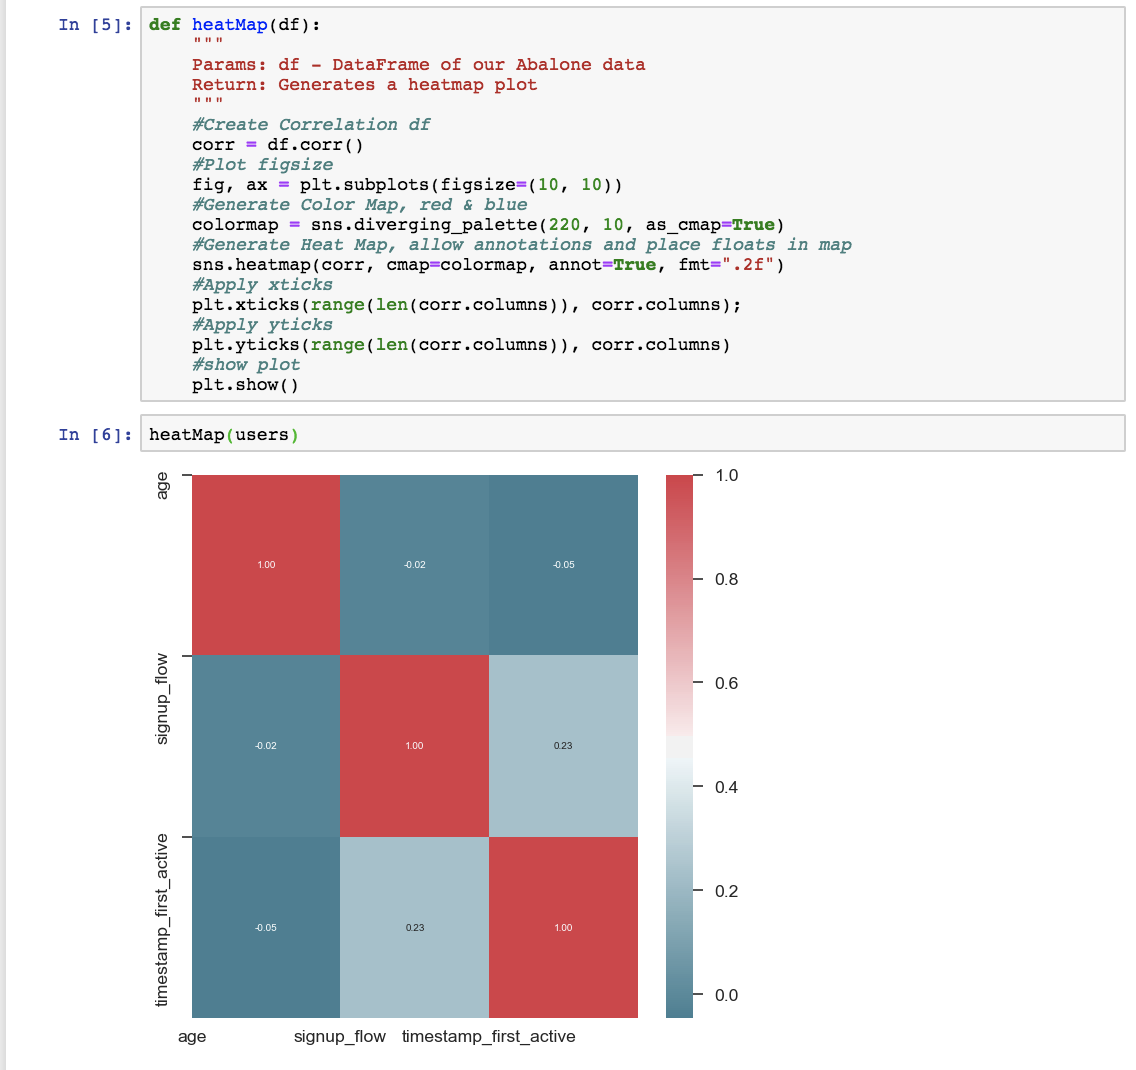 In [5]: def heatMap(df):
"""
Params: df - DataFrame of our Abalone data
Return: Generates a heatmap plot
"""
#Create Correlation df
corr = df.corr()
#Plot figsize
fig, ax = plt.subplots(figsize=(10, 10))
#Generate Color Map, red & blue
colormap = sns.diverging_palette(220, 10, as_cmap=True)
#Generate Heat Map, allow annotations and place floats in map
sns.heatmap(corr, cmap=colormap, annot=True, fmt=".2f")
#Apply xticks
plt.xticks(range(len(corr.columns)), corr.columns);
#Apply yticks
plt.yticks(range(len(corr.columns)), corr.columns)
#show plot
plt.show()
In [6]: heatMap(users)
age
1.00 -0.02 -0.05
signup_flow
-0.02 1.00 0.23
timestamp_first_active
-0.05 0.23 1.00
age signup_flow timestamp_first_active
1.0
0.8
0.6
0.4
0.2
0.0